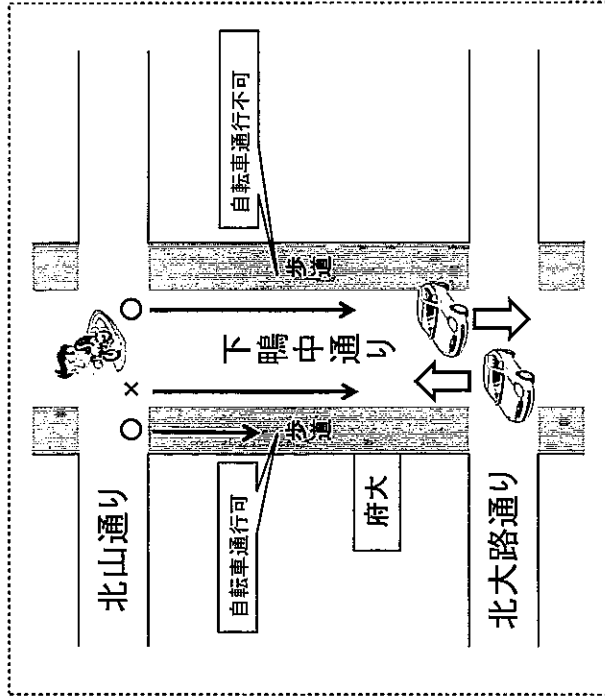 北山通り
○
×
○
自転車通行可
自転車通行不可
歩道
歩道
下鴨中通り
府大
北大路通り